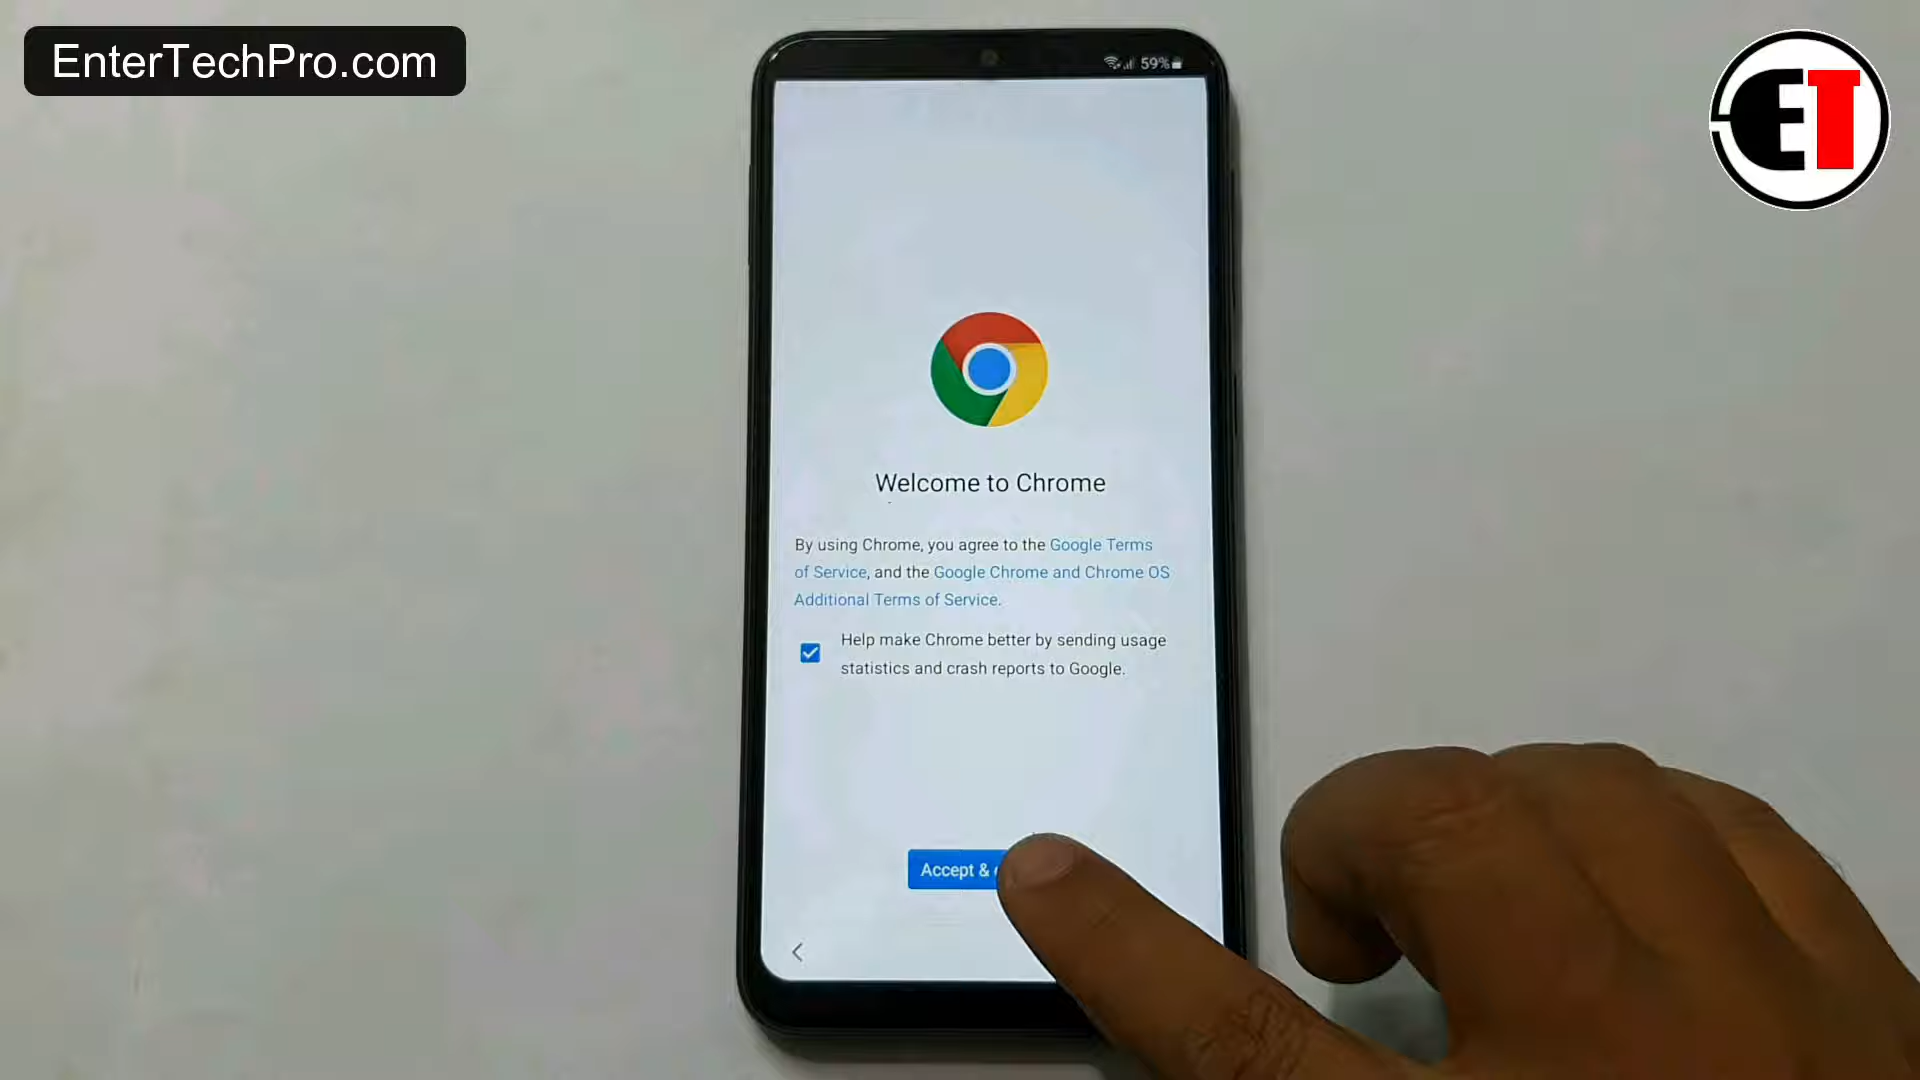 EnterTechPro.com
ET
59%
Welcome to Chrome
By using Chrome, you agree to the Google Terms
of Service, and the Google Chrome and Chrome OS
Additional Terms of Service.
Help make Chrome better by sending usage
statistics and crash reports to Google.
Accept &